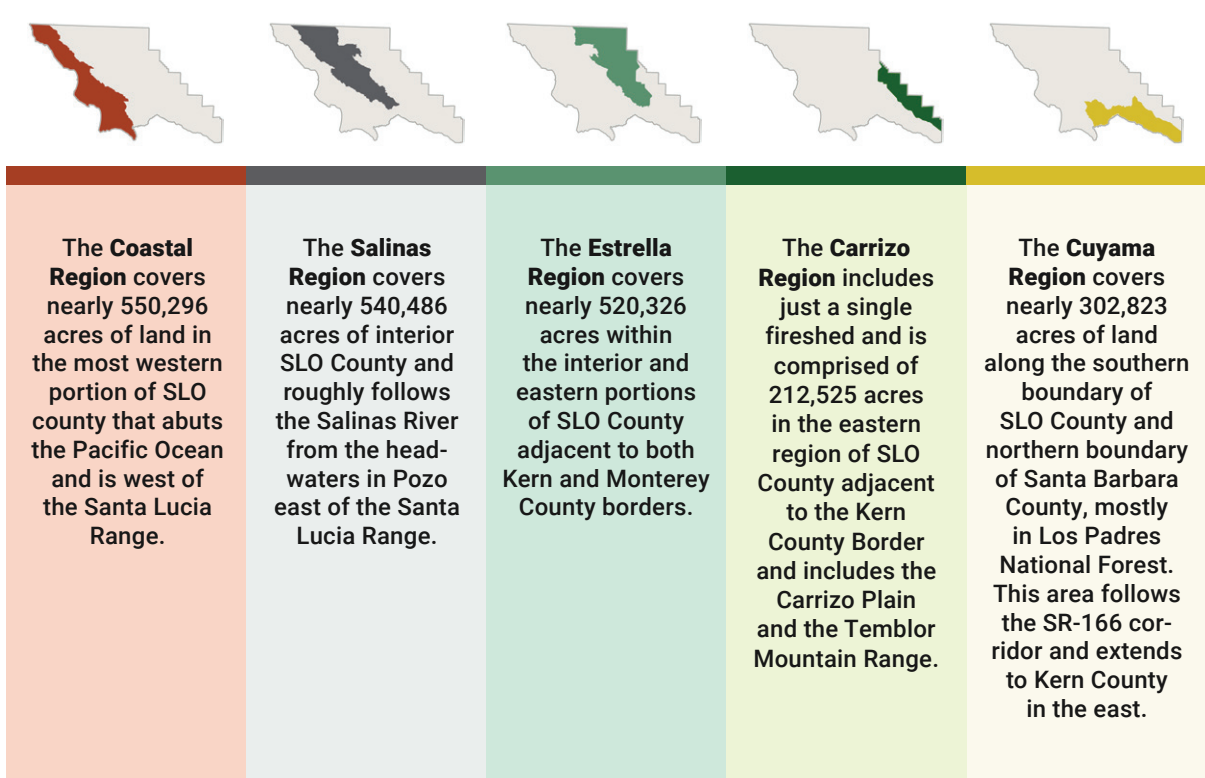 The Coastal
Region covers
nearly 550,296
acres of land in
the most western
portion of SLO
county that abuts
the Pacific Ocean
and is west of
the Santa Lucia
Range.
The Salinas
Region covers
nearly 540,486
acres of interior
SLO County and
roughly follows
the Salinas River
from the head-
waters in Pozo
east of the Santa
Lucia Range.
The Estrella
Region covers
nearly 520,326
acres within
the interior and
eastern portions
of SLO County
adjacent to both
Kern and Monterey
County borders.
The Carrizo
Region includes
just a single
fireshed and is
comprised of
212,525 acres
in the eastern
region of SLO
County adjacent
to the Kern
County Border
and includes the
Carrizo Plain
and the Temblor
Mountain Range.
The Cuyama
Region covers
nearly 302,823
acres of land
along the southern
boundary of
SLO County and
northern boundary
of Santa Barbara
County, mostly
in Los Padres
National Forest.
This area follows
the SR-166 cor-
ridor and extends
to Kern County
in the east.